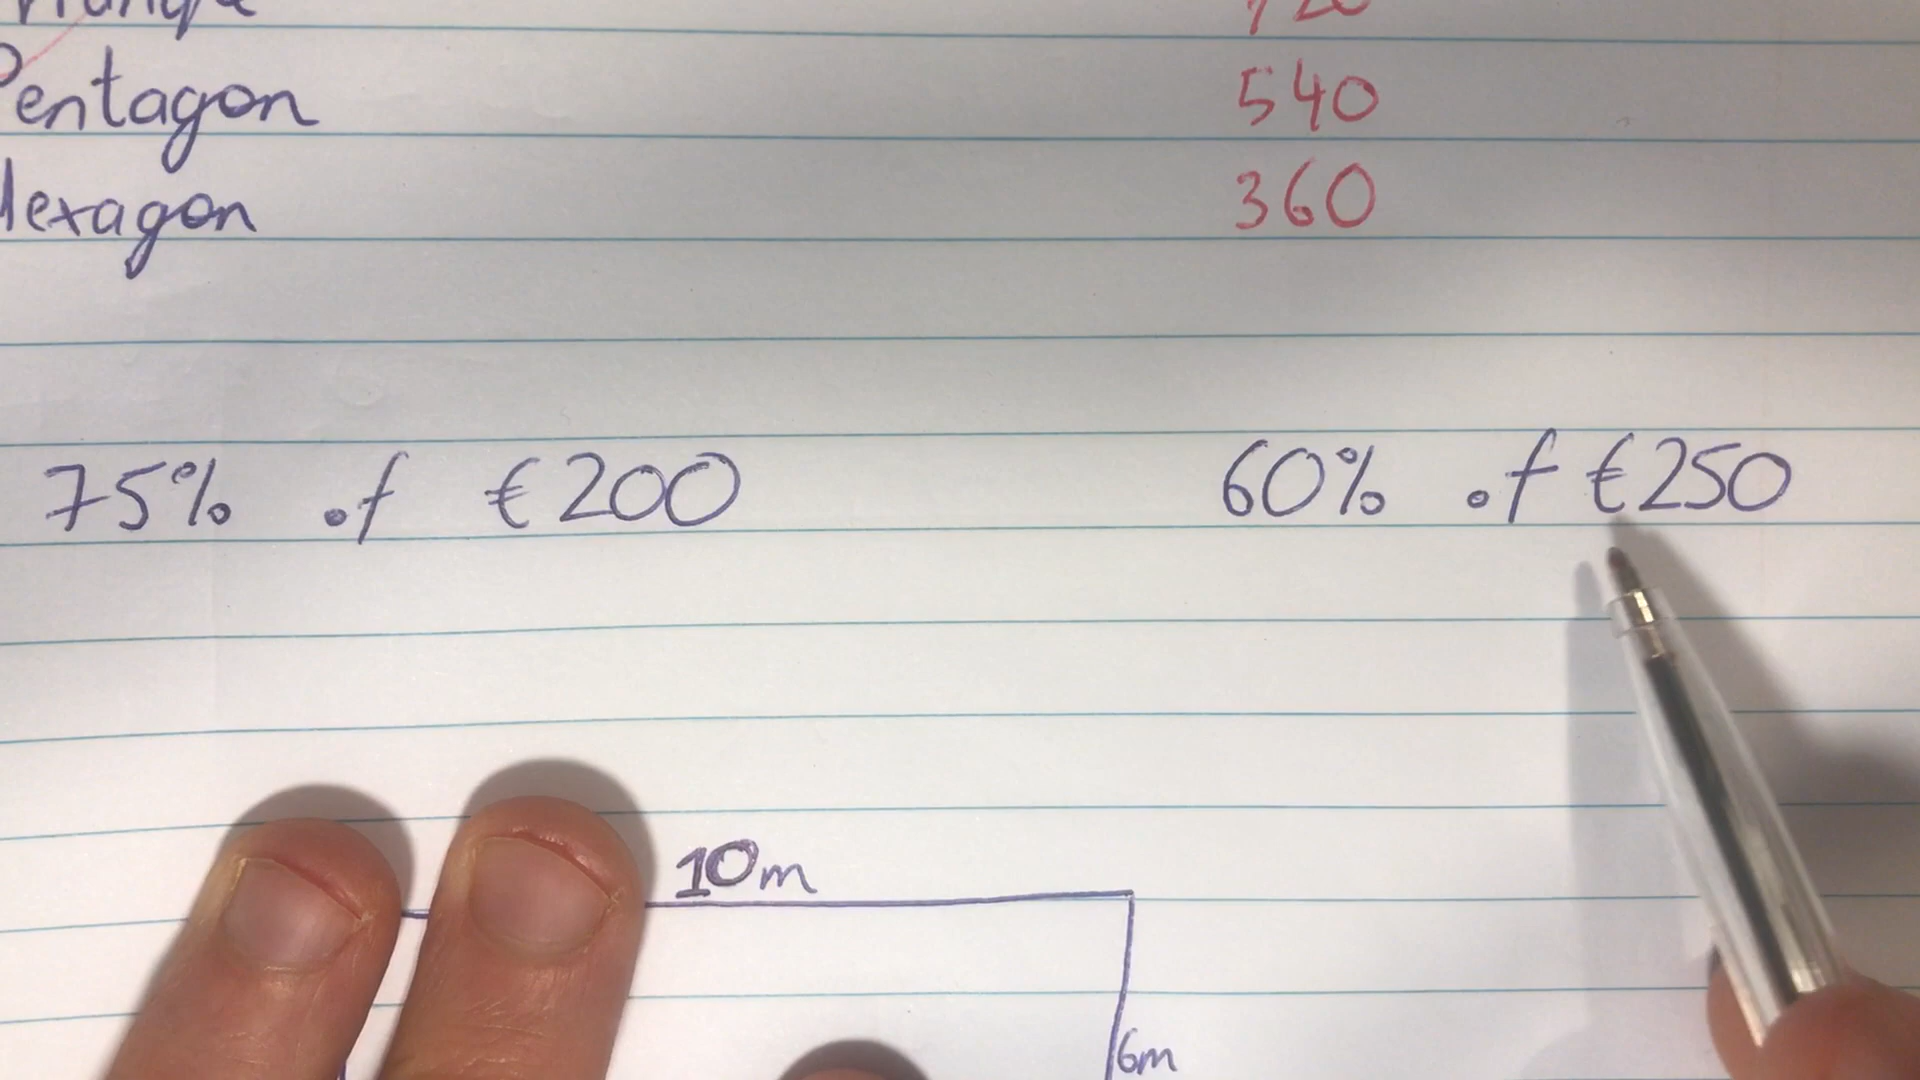 Pentagon 540
Hexagon 360
75% of €200 60% of €250
10m
6m